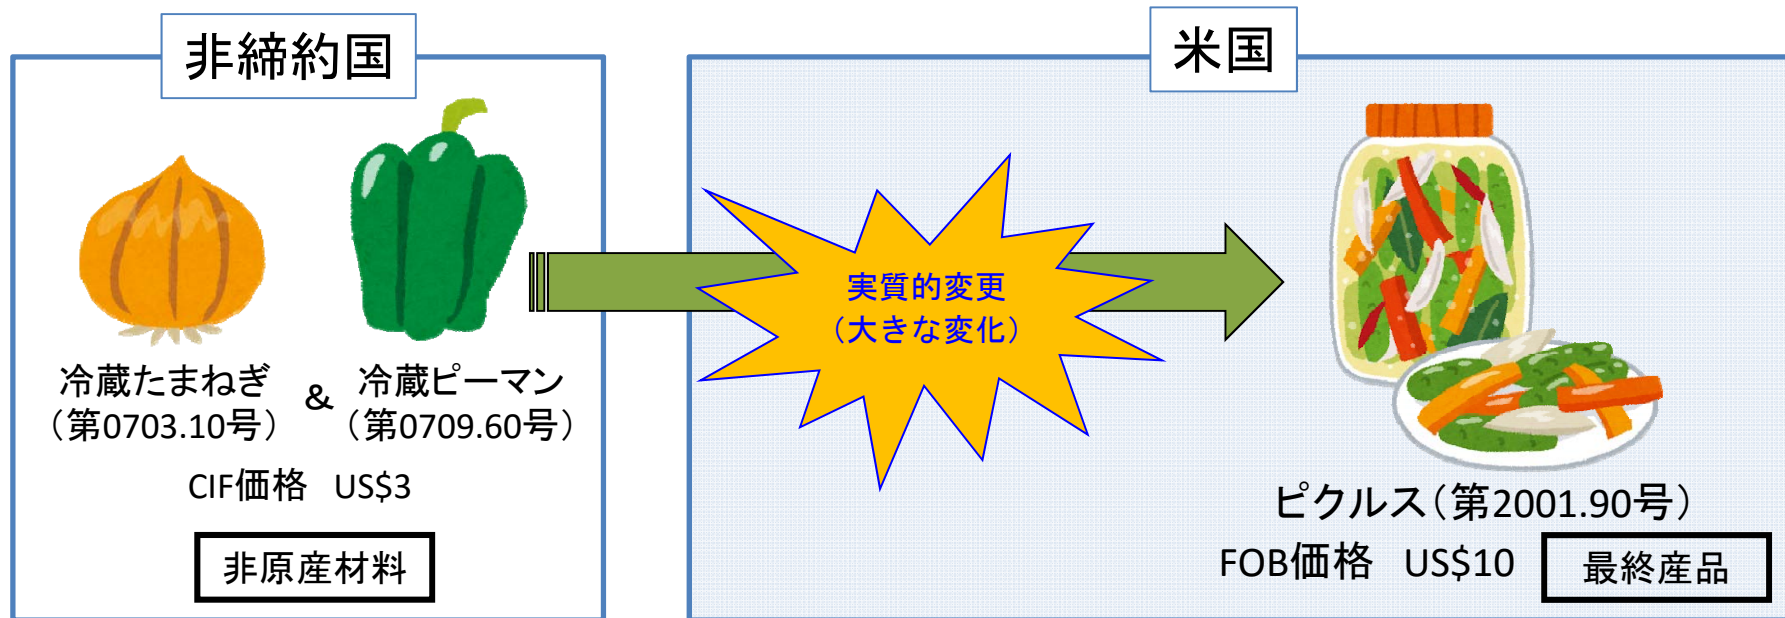 非締約国
冷蔵たまねぎ
（第0703.10号）
&
冷蔵ピーマン
（第0709.60号）
CIF価格 US$3
非原産材料
実質的変更
（大きな変化）
米国
ピクルス（第2001.90号）
FOB価格 US$10
最終産品